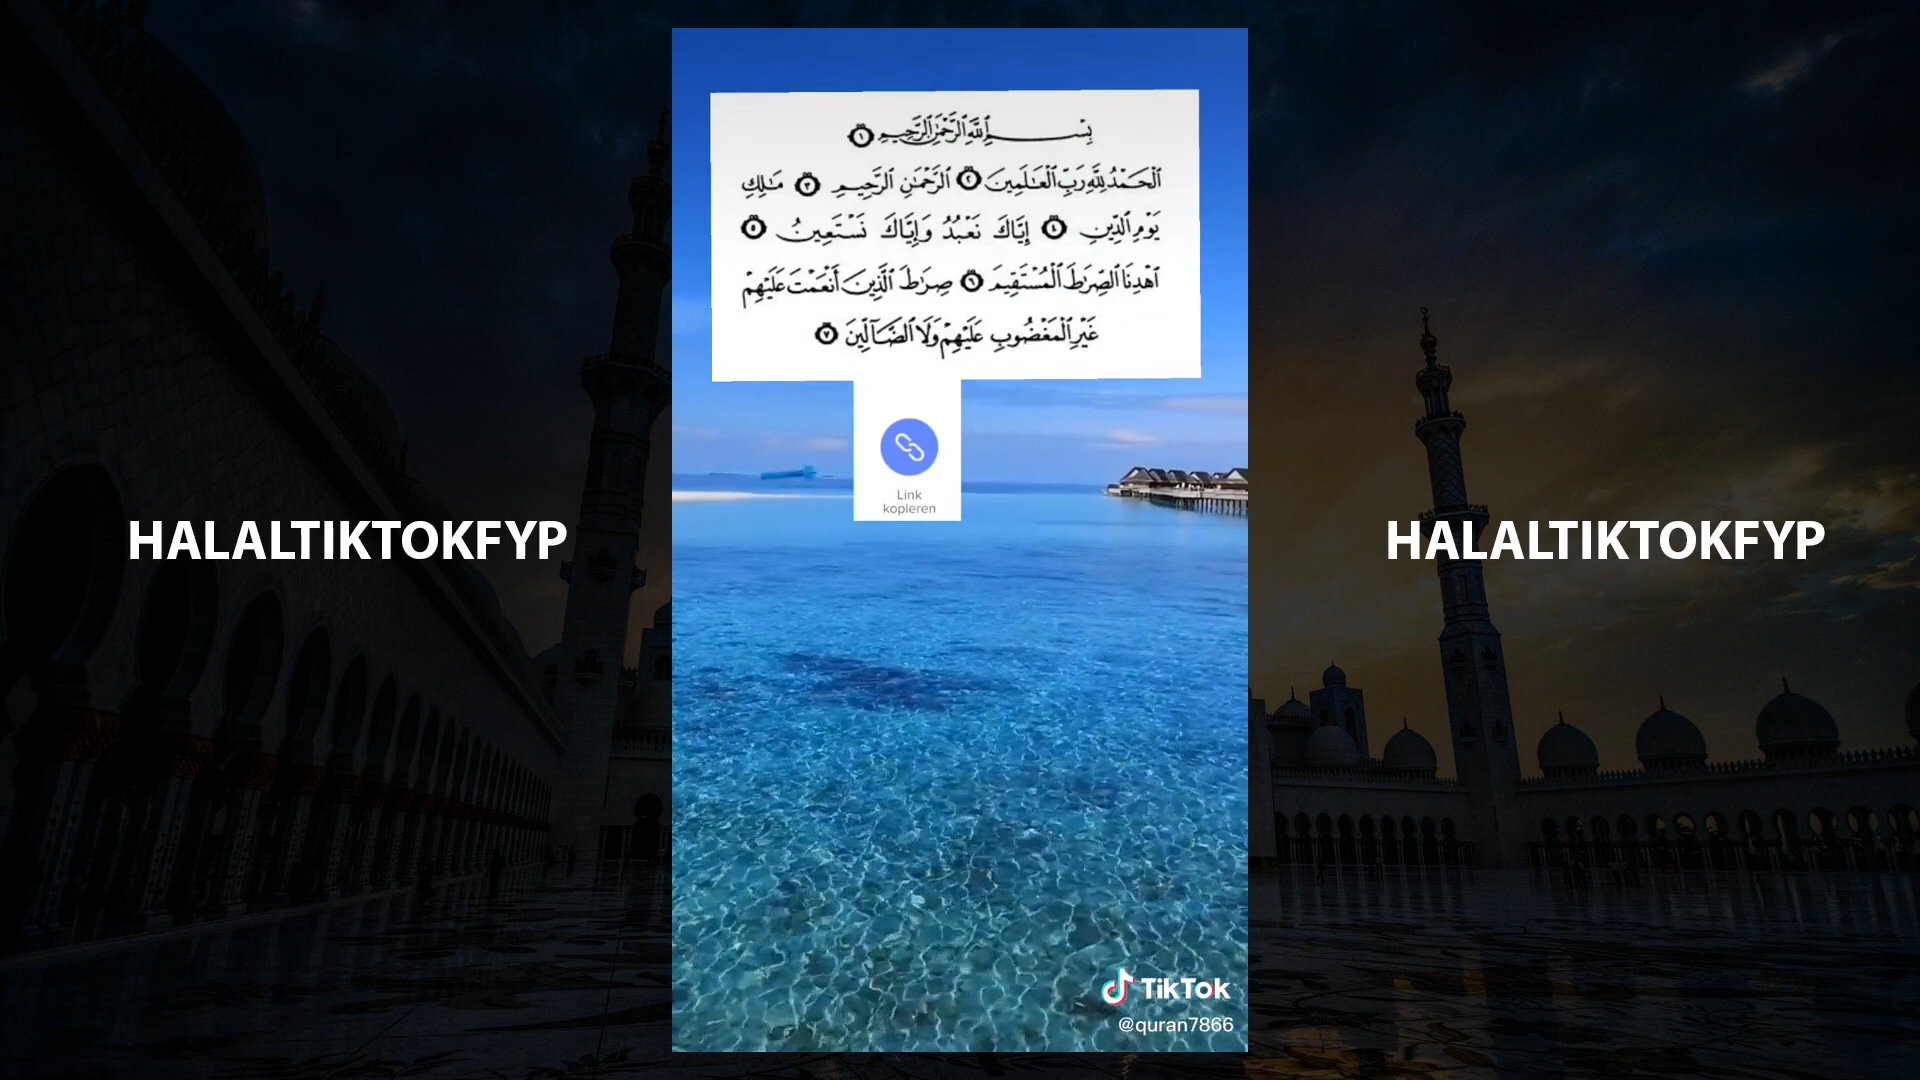 بِسْمِ ٱللَّهِ ٱلرَّحْمَٰنِ ٱلرَّحِيمِ ١
ٱلْحَمْدُ لِلَّهِ رَبِّ ٱلْعَٰلَمِينَ ٢ ٱلرَّحْمَٰنِ ٱلرَّحِيمِ ٣ مَٰلِكِ
يَوْمِ ٱلدِّينِ ٤ إِيَّاكَ نَعْبُدُ وَإِيَّاكَ نَسْتَعِينُ ٥
ٱهْدِنَا ٱلصِّرَٰطَ ٱلْمُسْتَقِيمَ ٦ صِرَٰطَ ٱلَّذِينَ أَنْعَمْتَ عَلَيْهِمْ
غَيْرِ ٱلْمَغْضُوبِ عَلَيْهِمْ وَلَا ٱلضَّآلِّينَ ٧
Link
kopieren
HALALTIKTOKFYP
HALALTIKTOKFYP
TikTok
@quran7866